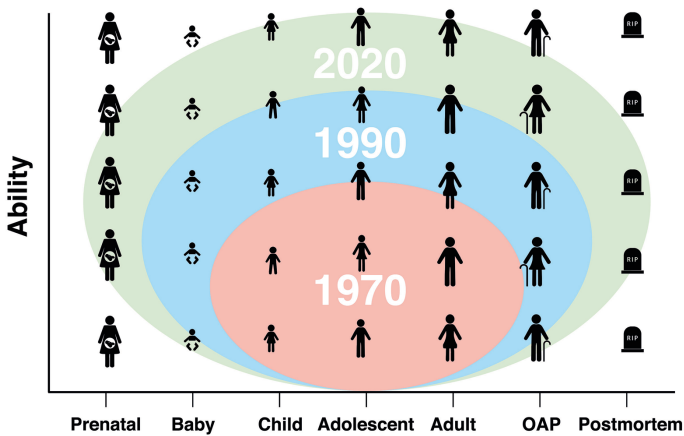 RIP
2020
RIP
1990
Ability
RIP
RIP
1970
RIP
Prenatal Baby Child Adolescent Adult OAP Postmortem